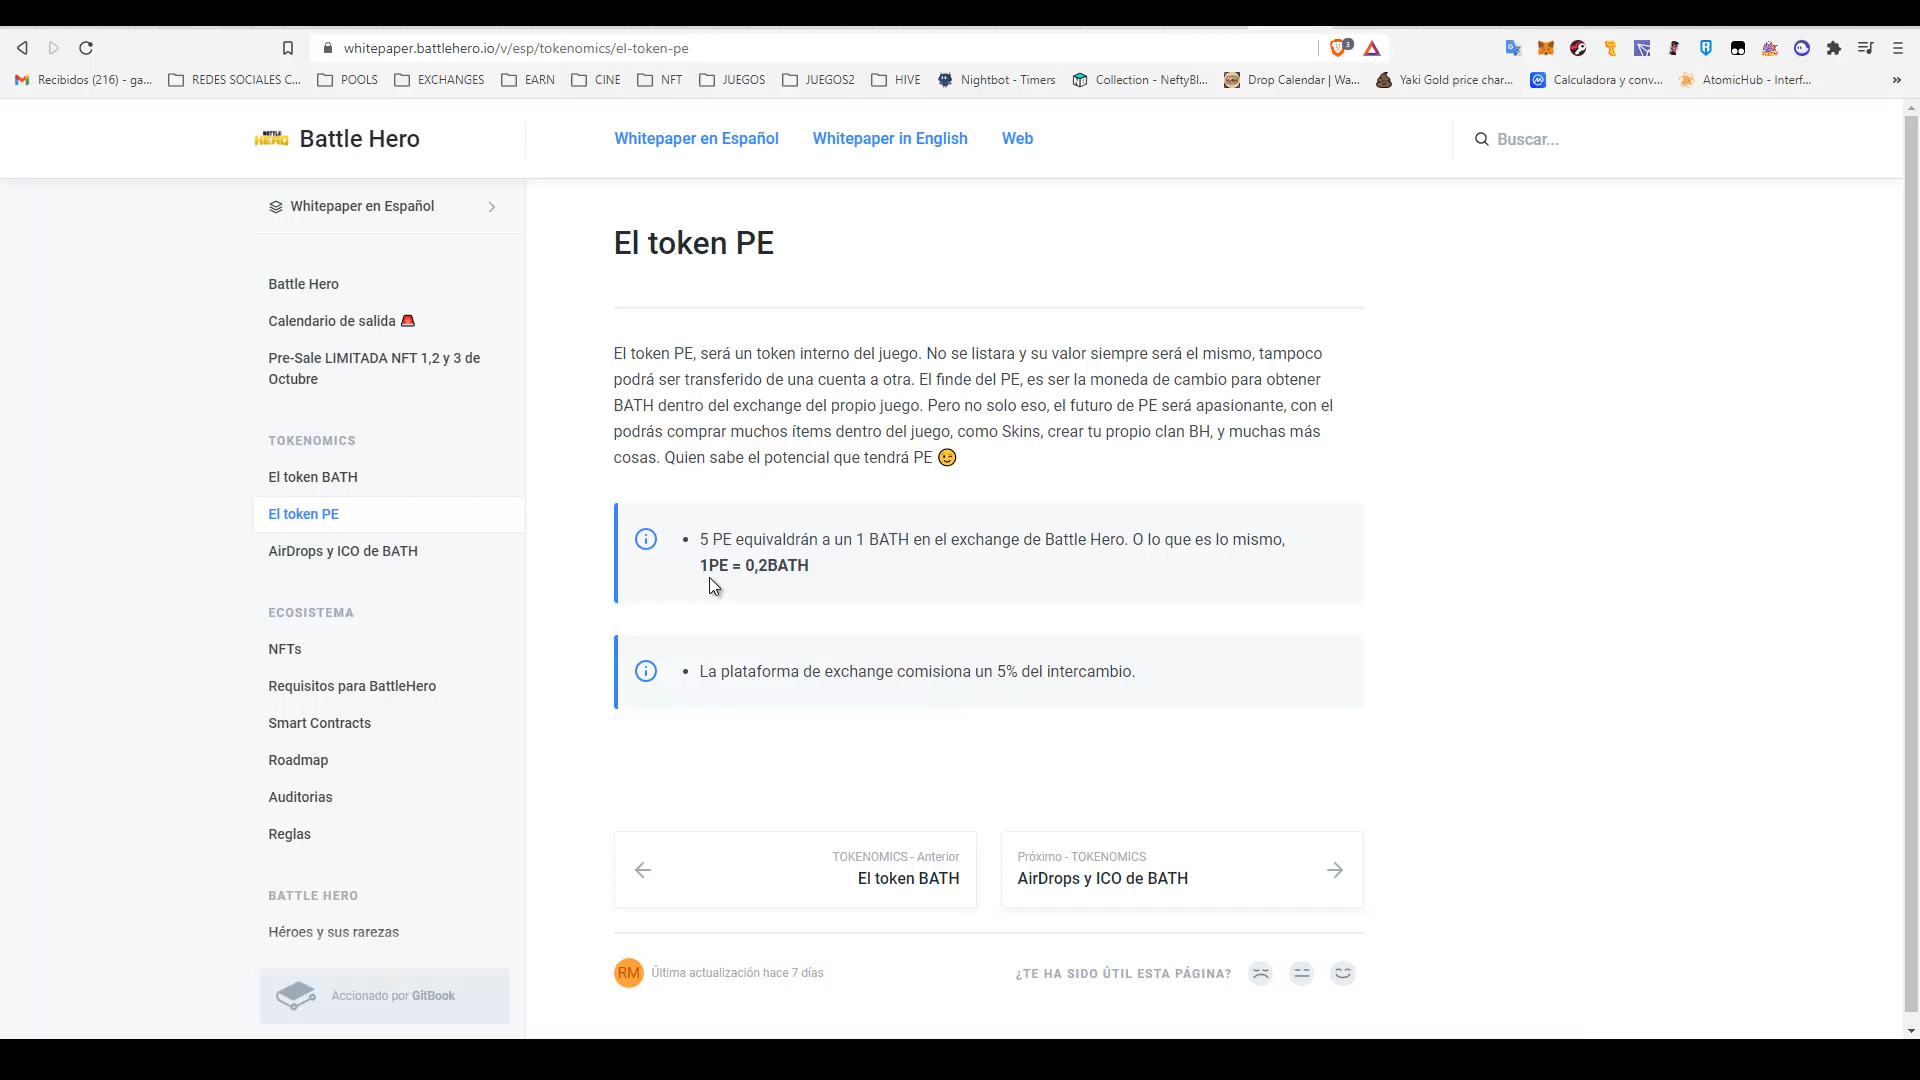 whitepaper.battlehero.io/v/esp/tokenomics/el-token-pe
3
Recibidos (216) - ga...
REDES SOCIALES C...
POOLS
EXCHANGES
EARN
CINE
NFT
JUEGOS
JUEGOS2
HIVE
Nightbot - Timers
Collection - NeftyBl...
Drop Calendar | Wa...
Yaki Gold price char...
Calculadora y conv...
AtomicHub - Interf...
»
BATTLE HERO
Battle Hero
Whitepaper en Español
Whitepaper in English
Web
Buscar...
Whitepaper en Español
Battle Hero
Calendario de salida 🚨
Pre-Sale LIMITADA NFT 1,2 y 3 de
Octubre
TOKENOMICS
El token BATH
El token PE
AirDrops y ICO de BATH
ECOSISTEMA
NFTs
Requisitos para BattleHero
Smart Contracts
Roadmap
Auditorias
Reglas
BATTLE HERO
Héroes y sus rarezas
Accionado por GitBook
El token PE
El token PE, será un token interno del juego. No se listara y su valor siempre será el mismo, tampoco
podrá ser transferido de una cuenta a otra. El finde del PE, es ser la moneda de cambio para obtener
BATH dentro del exchange del propio juego. Pero no solo eso, el futuro de PE será apasionante, con el
podrás comprar muchos ítems dentro del juego, como Skins, crear tu propio clan BH, y muchas más
cosas. Quien sabe el potencial que tendrá PE 😉
• 5 PE equivaldrán a un 1 BATH en el exchange de Battle Hero. O lo que es lo mismo,
1PE = 0,2BATH
• La plataforma de exchange comisiona un 5% del intercambio.
TOKENOMICS - Anterior
El token BATH
Próximo - TOKENOMICS
AirDrops y ICO de BATH
RM
Última actualización hace 7 días
¿TE HA SIDO ÚTIL ESTA PÁGINA?